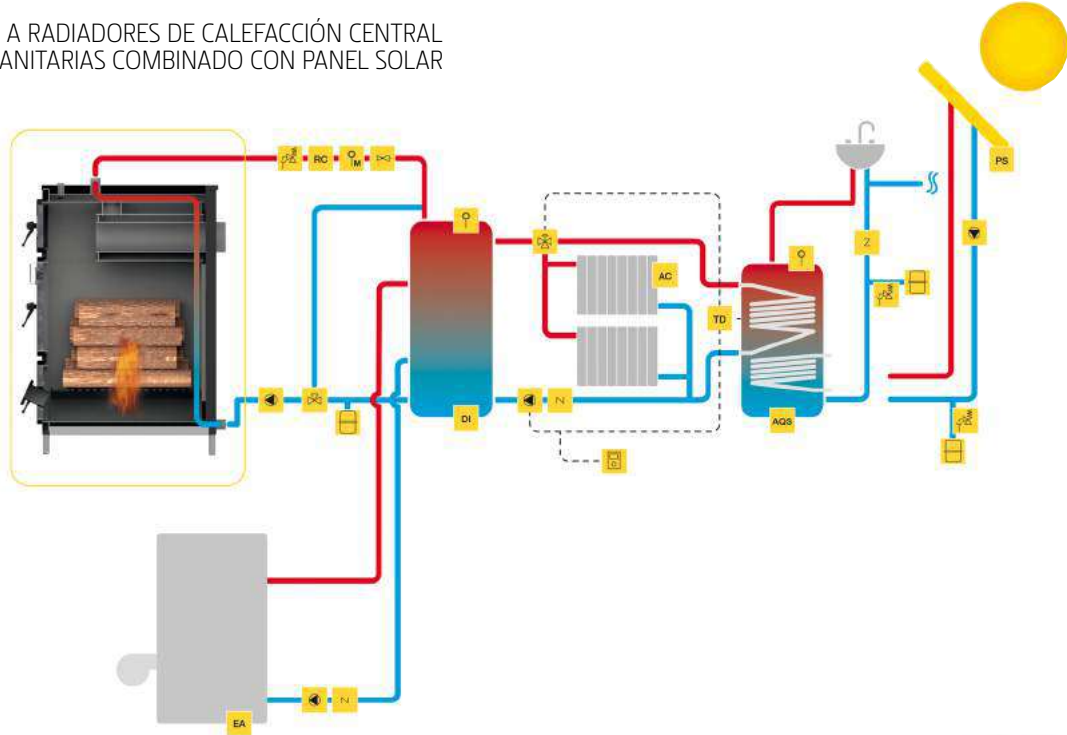 A RADIADORES DE CALEFACCIÓN CENTRAL
ANITARIAS COMBINADO CON PANEL SOLAR
PS
RC
M
AC
TD
DI
AQS
EA